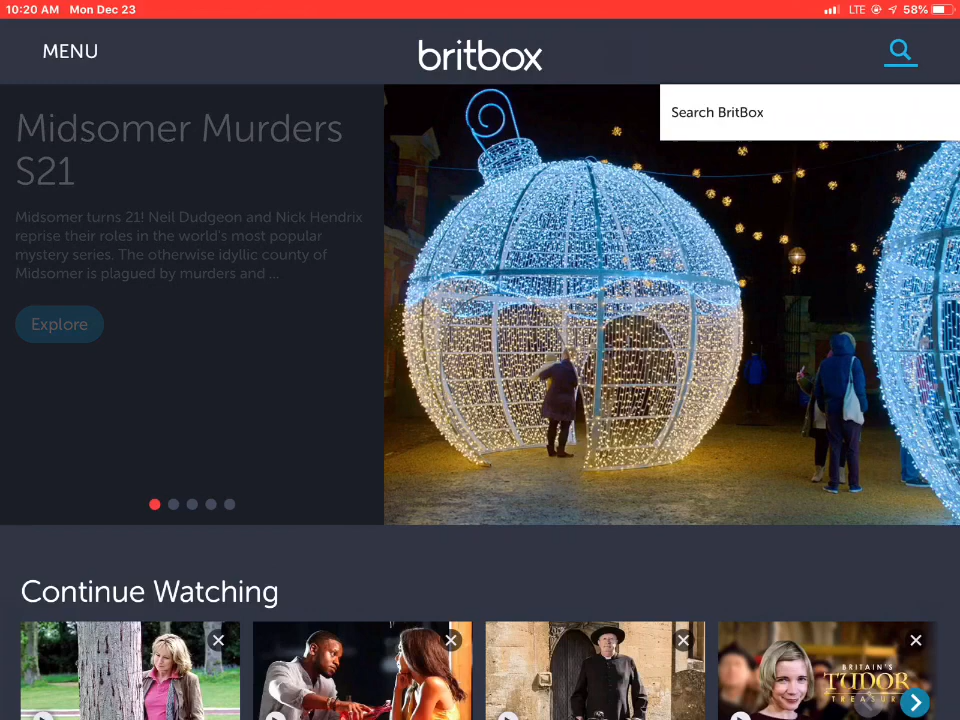 10:20 AM Mon Dec 23
LTE 58%
MENU
britbox
Search BritBox
Midsomer Murders
S21
Midsomer turns 21! Neil Dudgeon and Nick Hendrix
reprise their roles in the world's most popular
mystery series. The otherwise idyllic county of
Midsomer is plagued by murders and ...
Explore
Continue Watching
BRITAIN'S
TUDOR
TREASURE